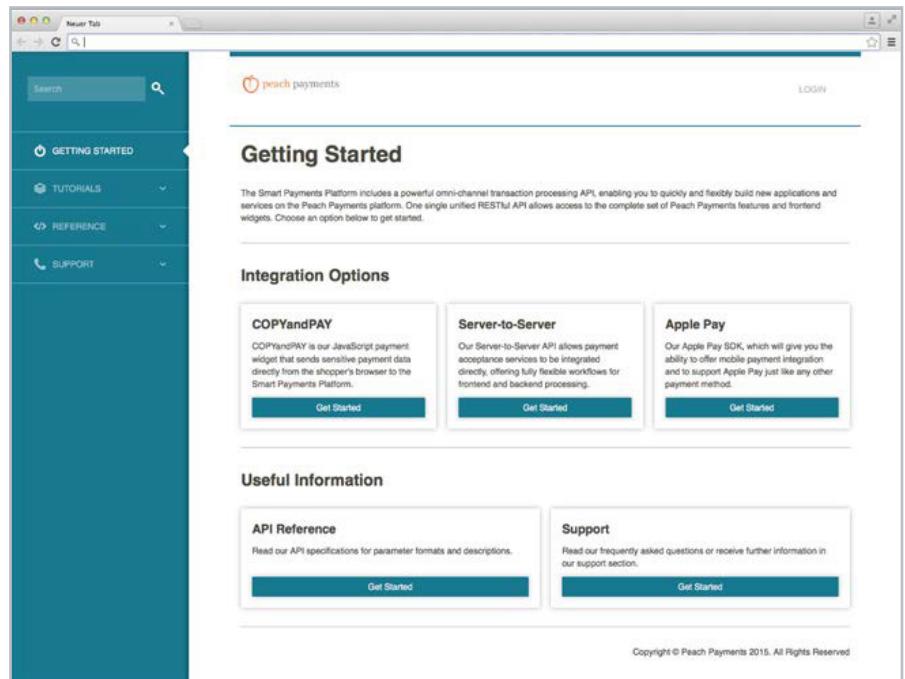 Neuer Tab
Search
GETTING STARTED
TUTORIALS
REFERENCE
SUPPORT
peach payments
LOGIN
Getting Started
The Smart Payments Platform includes a powerful omni-channel transaction processing API, enabling you to quickly and flexibly build new applications and
services on the Peach Payments platform. One single unified RESTful API allows access to the complete set of Peach Payments features and frontend
widgets. Choose an option below to get started.
Integration Options
COPYandPAY
COPYandPAY is our JavaScript payment
widget that sends sensitive payment data
directly from the shopper's browser to the
Smart Payments Platform.
Get Started
Server-to-Server
Our Server-to-Server API allows payment
acceptance services to be integrated
directly, offering fully flexible workflows for
frontend and backend processing.
Get Started
Apple Pay
Our Apple Pay SDK, which will give you the
ability to offer mobile payment integration
and to support Apple Pay just like any other
payment method.
Get Started
Useful Information
API Reference
Read our API specifications for parameter formats and descriptions.
Get Started
Support
Read our frequently asked questions or receive further information in
our support section.
Get Started
Copyright © Peach Payments 2015. All Rights Reserved